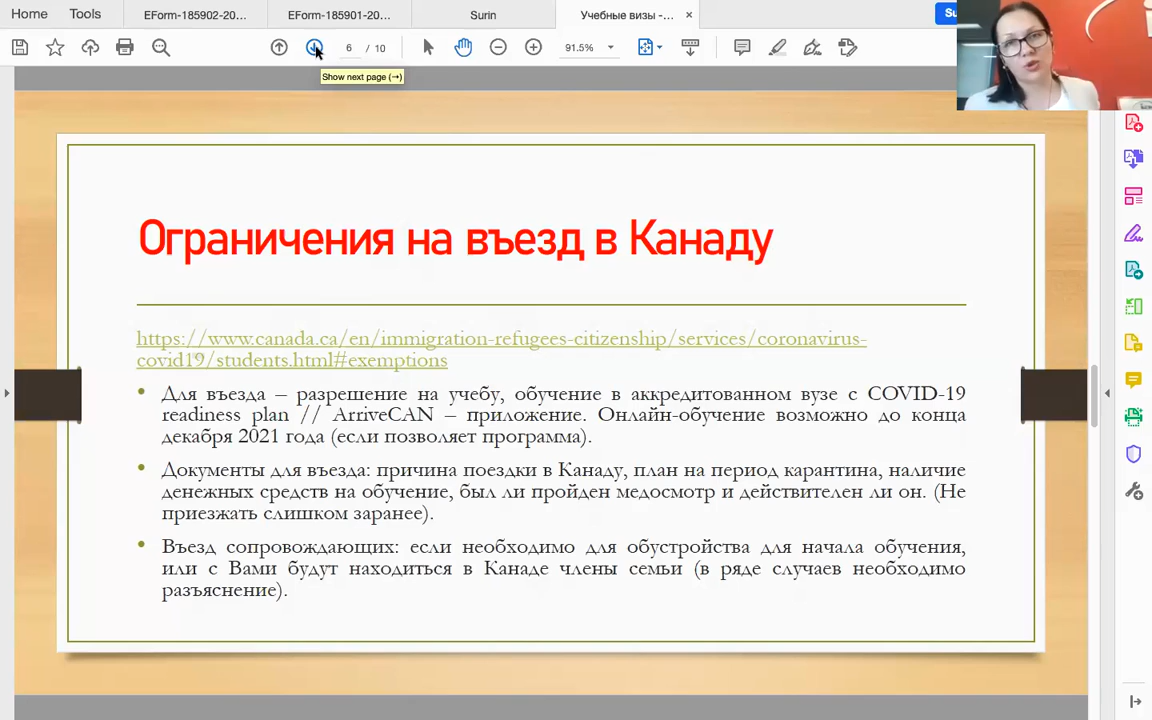 EForm-185902-20...
EForm-185901-20...
Surin
Учебные визы -...
×
Home
Tools
6 / 10
91.5%
Show next page (→)
Ограничения на въезд в Канаду
https://www.canada.ca/en/immigration-refugees-citizenship/services/coronavirus-
covid19/students.html#exemptions
• Для въезда – разрешение на учебу, обучение в аккредитованном вузе с COVID-19
readiness plan // ArriveCAN – приложение. Онлайн-обучение возможно до конца
декабря 2021 года (если позволяет программа).
• Документы для въезда: причина поездки в Канаду, план на период карантина, наличие
денежных средств на обучение, был ли пройден медосмотр и действителен ли он. (Не
приезжать слишком заранее).
• Въезд сопровождающих: если необходимо для обустройства для начала обучения,
или с Вами будут находиться в Канаде члены семьи (в ряде случаев необходимо
разъяснение).